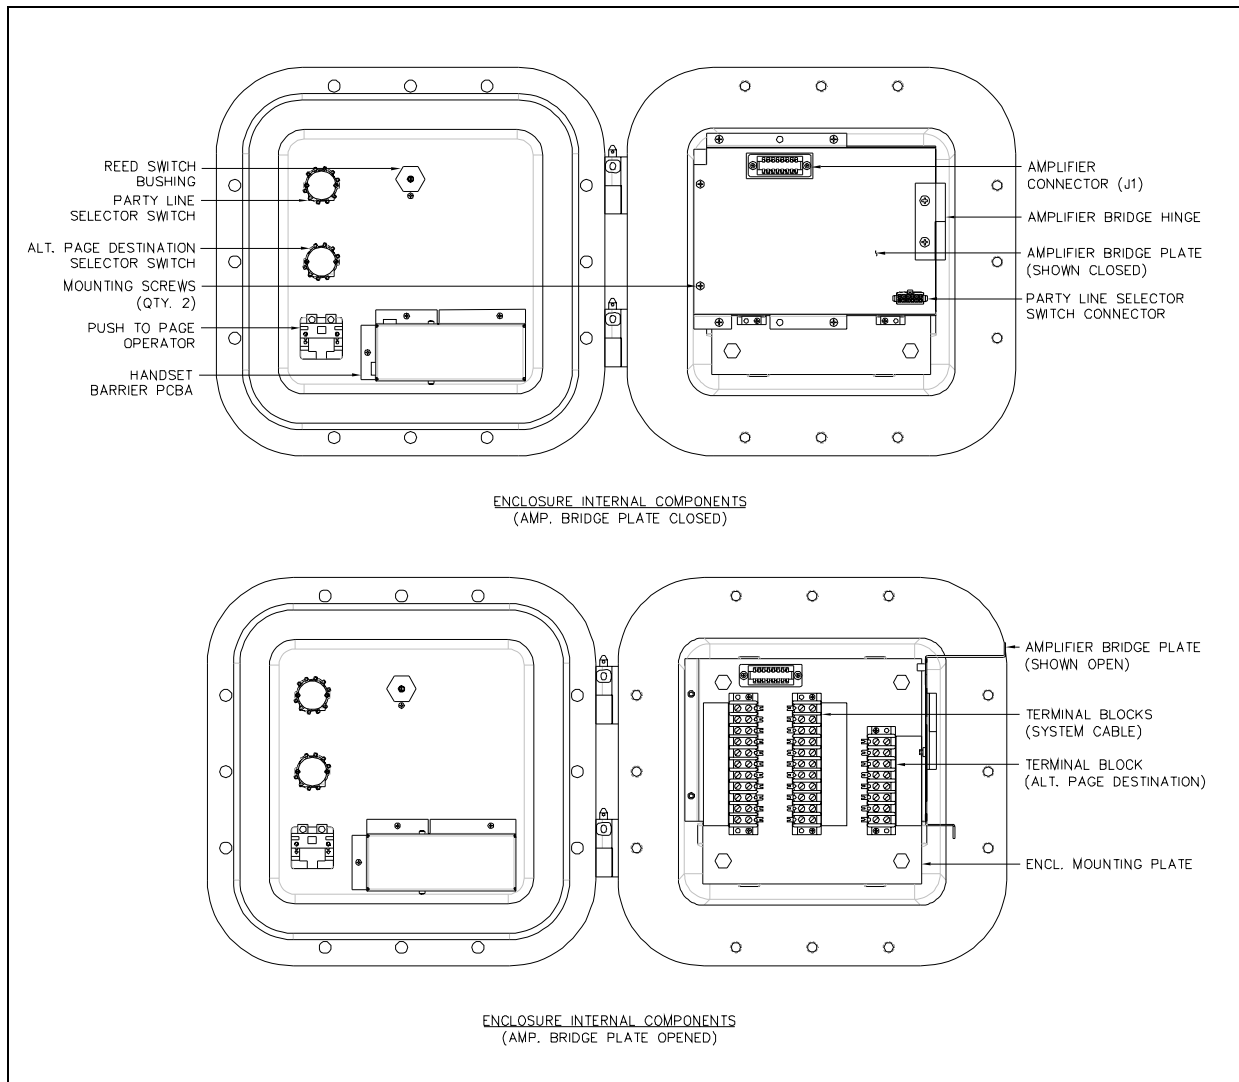 REED SWITCH
BUSHING
PARTY LINE
SELECTOR SWITCH
ALT. PAGE DESTINATION
SELECTOR SWITCH
MOUNTING SCREWS
(QTY. 2)
PUSH TO PAGE
OPERATOR
HANDSET
BARRIER PCBA
AMPLIFIER
CONNECTOR (J1)
AMPLIFIER BRIDGE HINGE
AMPLIFIER BRIDGE PLATE
(SHOWN CLOSED)
PARTY LINE SELECTOR
SWITCH CONNECTOR
ENCLOSURE INTERNAL COMPONENTS
(AMP. BRIDGE PLATE CLOSED)
AMPLIFIER BRIDGE PLATE
(SHOWN OPEN)
TERMINAL BLOCKS
(SYSTEM CABLE)
TERMINAL BLOCK
(ALT. PAGE DESTINATION)
ENCL. MOUNTING PLATE
ENCLOSURE INTERNAL COMPONENTS
(AMP. BRIDGE PLATE OPENED)